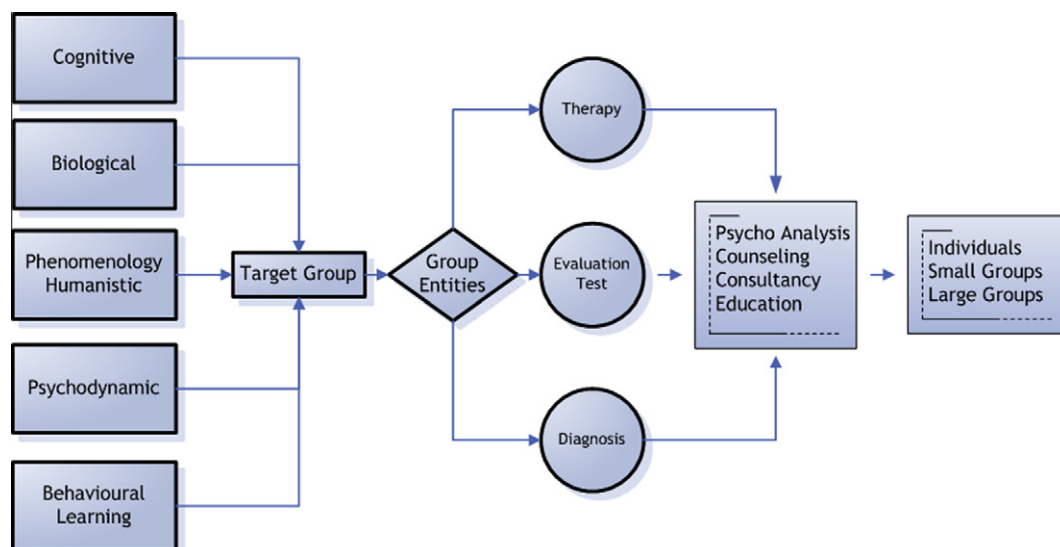 Cognitive
Biological
Phenomenology
Humanistic
Psychodynamic
Behavioural
Learning
Target Group
Group
Entities
Therapy
Evaluation
Test
Diagnosis
Psycho Analysis
Counseling
Consultancy
Education
Individuals
Small Groups
Large Groups